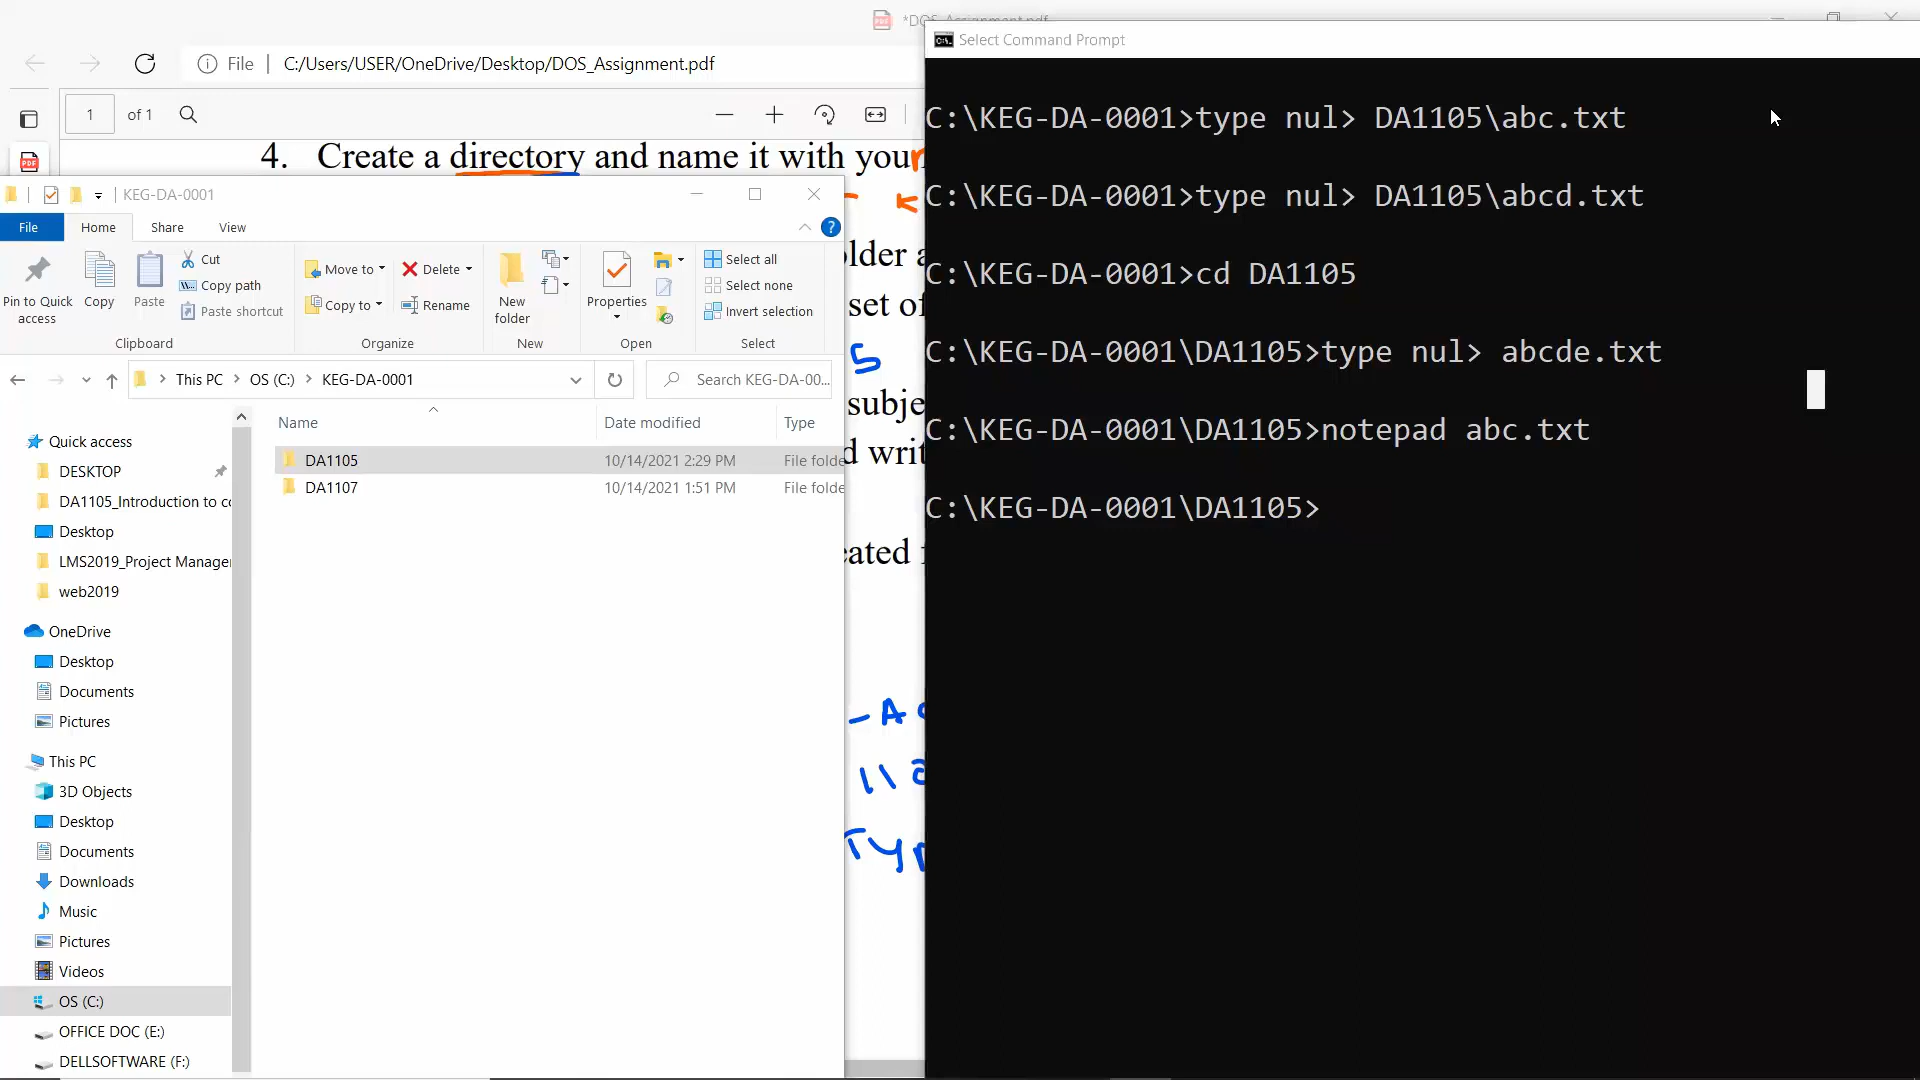 *DOS_Assignment.pdf
File C:/Users/USER/OneDrive/Desktop/DOS_Assignment.pdf
1 of 1
4. Create a directory and name it with your
set of
5
subje
KEG-DA-0001
File Home Share View
Pin to Quick access
Copy
Paste
Cut
Copy path
Paste shortcut
Clipboard
Move to
Copy to
Delete
Rename
Organize
New folder
New
Properties
Open
Select all
Select none
Invert selection
Select
This PC > OS (C:) > KEG-DA-0001
Search KEG-DA-00...
Name Date modified Type
DA1105 10/14/2021 2:29 PM File folde
DA1107 10/14/2021 1:51 PM File folde
Quick access
DESKTOP
DA1105_Introduction to co
Desktop
LMS2019_Project Manager
web2019
OneDrive
Desktop
Documents
Pictures
This PC
3D Objects
Desktop
Documents
Downloads
Music
Pictures
Videos
OS (C:)
OFFICE DOC (E:)
DELLSOFTWARE (F:)
Select Command Prompt
C:\KEG-DA-0001>type nul> DA1105\abc.txt
C:\KEG-DA-0001>type nul> DA1105\abcd.txt
C:\KEG-DA-0001>cd DA1105
C:\KEG-DA-0001\DA1105>type nul> abcde.txt
C:\KEG-DA-0001\DA1105>notepad abc.txt
C:\KEG-DA-0001\DA1105>